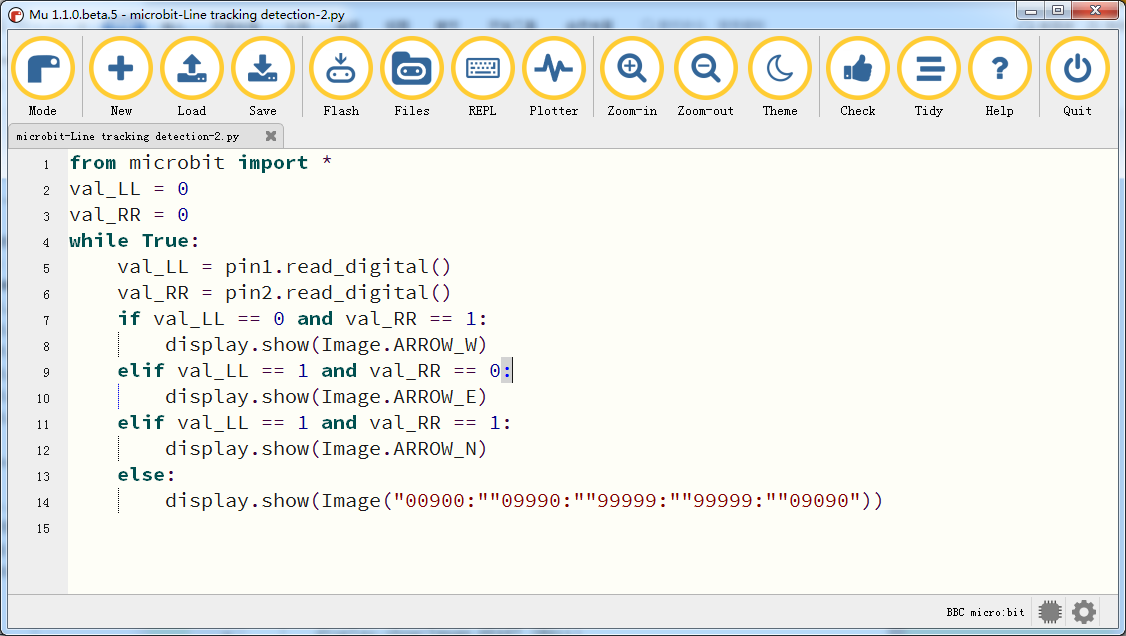 Mu 1.1.0.beta.5 - microbit-Line tracking detection-2.py
Mode New Load Save Flash Files REPL Plotter Zoom-in Zoom-out Theme Check Tidy Help Quit
microbit-Line tracking detection-2.py
1 from microbit import *
2 val_LL = 0
3 val_RR = 0
4 while True:
5 val_LL = pin1.read_digital()
6 val_RR = pin2.read_digital()
7 if val_LL == 0 and val_RR == 1:
8 display.show(Image.ARROW_W)
9 elif val_LL == 1 and val_RR == 0:
10 display.show(Image.ARROW_E)
11 elif val_LL == 1 and val_RR == 1:
12 display.show(Image.ARROW_N)
13 else:
14 display.show(Image("00900:""09990:""99999:""99999:""09090"))
15
BBC micro:bit